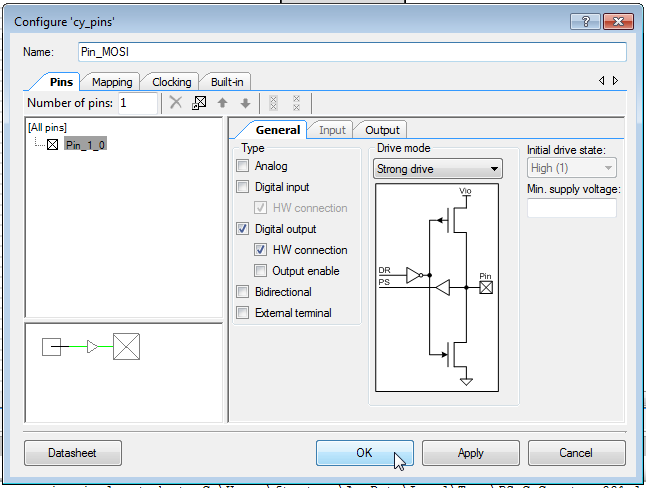 Configure 'cy_pins'
Name: Pin_MOSI
Pins Mapping Clocking Built-in
Number of pins: 1
[All pins]
Pin_1_0
General Input Output
Type
Analog
Digital input
HW connection
Digital output
HW connection
Output enable
Bidirectional
External terminal
Drive mode
Strong drive
Vio
DR
PS
Pin
Initial drive state:
High (1)
Min. supply voltage:
Datasheet OK Apply Cancel